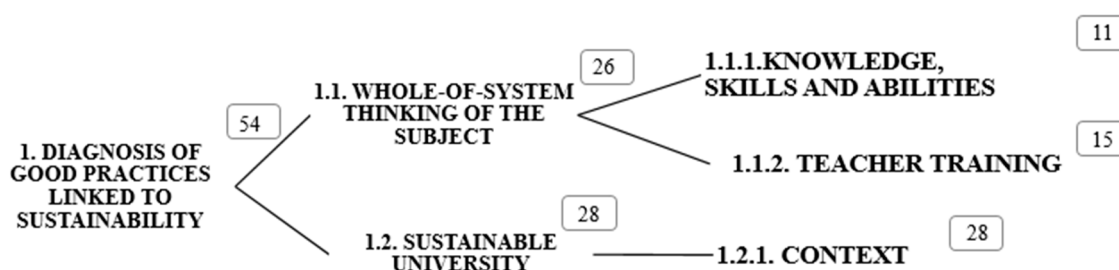 1. DIAGNOSIS OF
GOOD PRACTICES
LINKED TO
SUSTAINABILITY
54
1.1. WHOLE-OF-SYSTEM
THINKING OF THE
SUBJECT
26
1.1.1.KNOWLEDGE,
SKILLS AND ABILITIES
11
1.1.2. TEACHER TRAINING
15
1.2. SUSTAINABLE
UNIVERSITY
28
1.2.1. CONTEXT
28